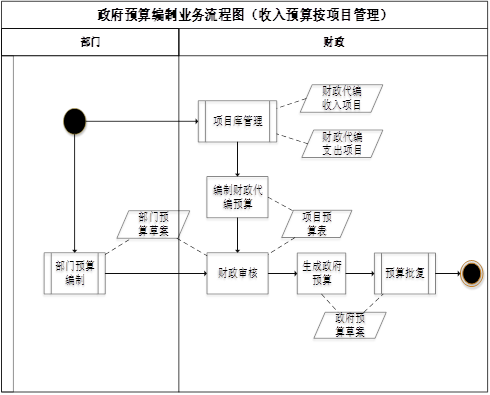 政府预算编制业务流程图（收入预算按项目管理）
部门
财政
财政代编
收入项目
项目库管理
财政代编
支出项目
编制财政代
编预算
部门预
算草案
项目预
算表
部门预算
编制
财政审核
生成政府
预算
预算批复
政府预
算草案